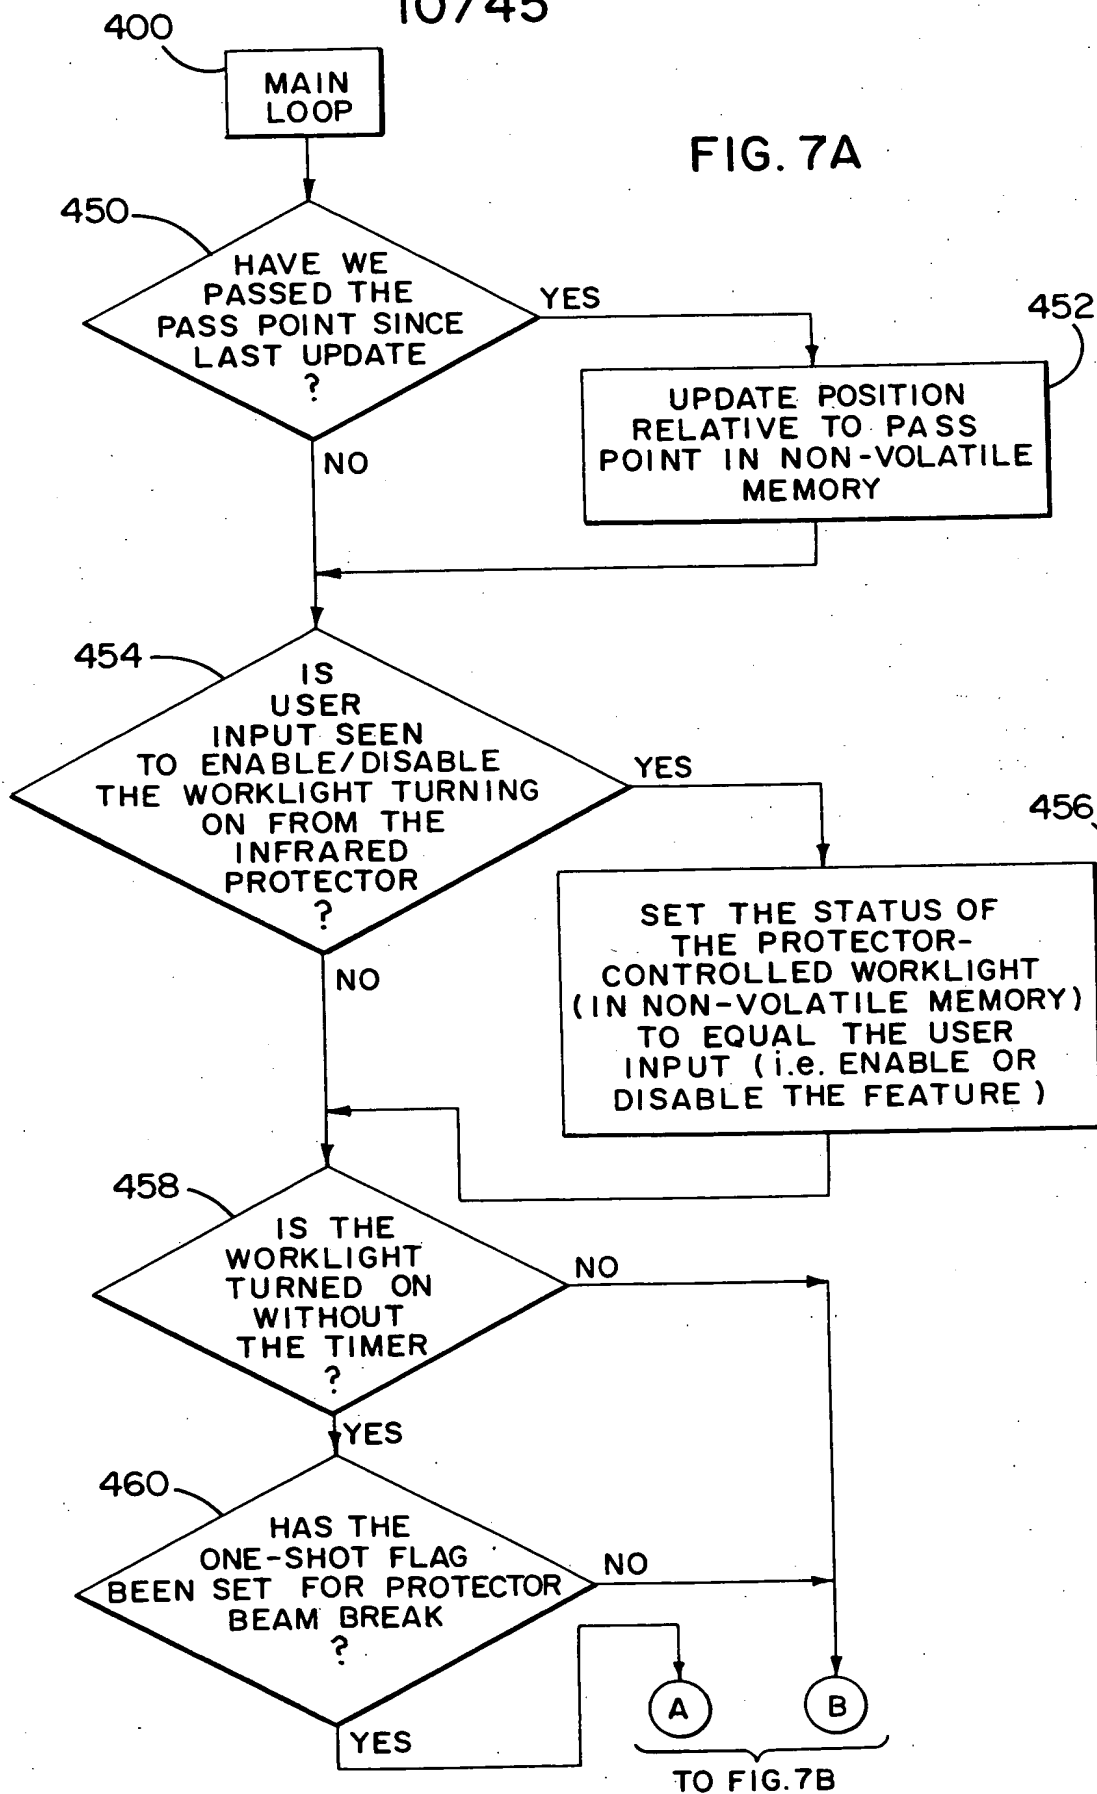 10/45
400
MAIN
LOOP
FIG. 7A
450
HAVE WE
PASSED THE
PASS POINT SINCE
LAST UPDATE
?
YES
NO
452
UPDATE POSITION
RELATIVE TO PASS
POINT IN NON-VOLATILE
MEMORY
454
IS
USER
INPUT SEEN
TO ENABLE/DISABLE
THE WORKLIGHT TURNING
ON FROM THE
INFRARED
PROTECTOR
?
YES
NO
456
SET THE STATUS OF
THE PROTECTOR-
CONTROLLED WORKLIGHT
(IN NON-VOLATILE MEMORY)
TO EQUAL THE USER
INPUT (i.e. ENABLE OR
DISABLE THE FEATURE)
458
IS THE
WORKLIGHT
TURNED ON
WITHOUT
THE TIMER
?
NO
YES
460
HAS THE
ONE-SHOT FLAG
BEEN SET FOR PROTECTOR
BEAM BREAK
?
NO
YES
A
B
TO FIG.7B